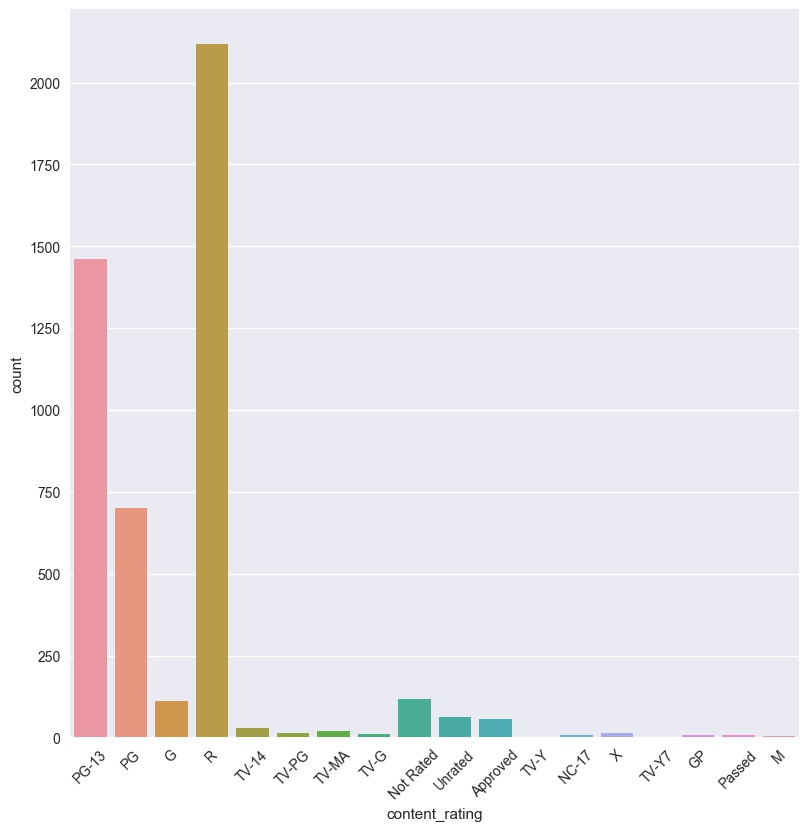 2000
1750
1500
1250
1000
750
500
250
0
count
PG-13
PG
G
R
TV-14
TV-PG
TV-MA
TV-G
Not Rated
Unrated
Approved
TV-Y
NC-17
X
TV-Y7
GP
Passed
M
content_rating